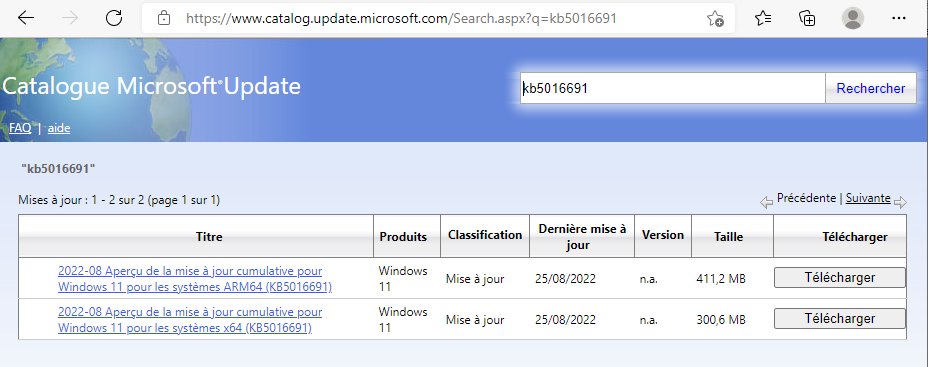 https://www.catalog.update.microsoft.com/Search.aspx?q=kb5016691
Catalogue Microsoft®Update
kb5016691
Rechercher
FAQ | aide
"kb5016691"
Mises à jour : 1 - 2 sur 2 (page 1 sur 1)
Précédente | Suivante
Titre Produits Classification Dernière mise à jour Version Taille Télécharger
2022-08 Aperçu de la mise à jour cumulative pour
Windows 11 pour les systèmes ARM64 (KB5016691)
Windows
11
Mise à jour
25/08/2022
n.a.
411,2 MB
Télécharger
2022-08 Aperçu de la mise à jour cumulative pour
Windows 11 pour les systèmes x64 (KB5016691)
Windows
11
Mise à jour
25/08/2022
n.a.
300,6 MB
Télécharger